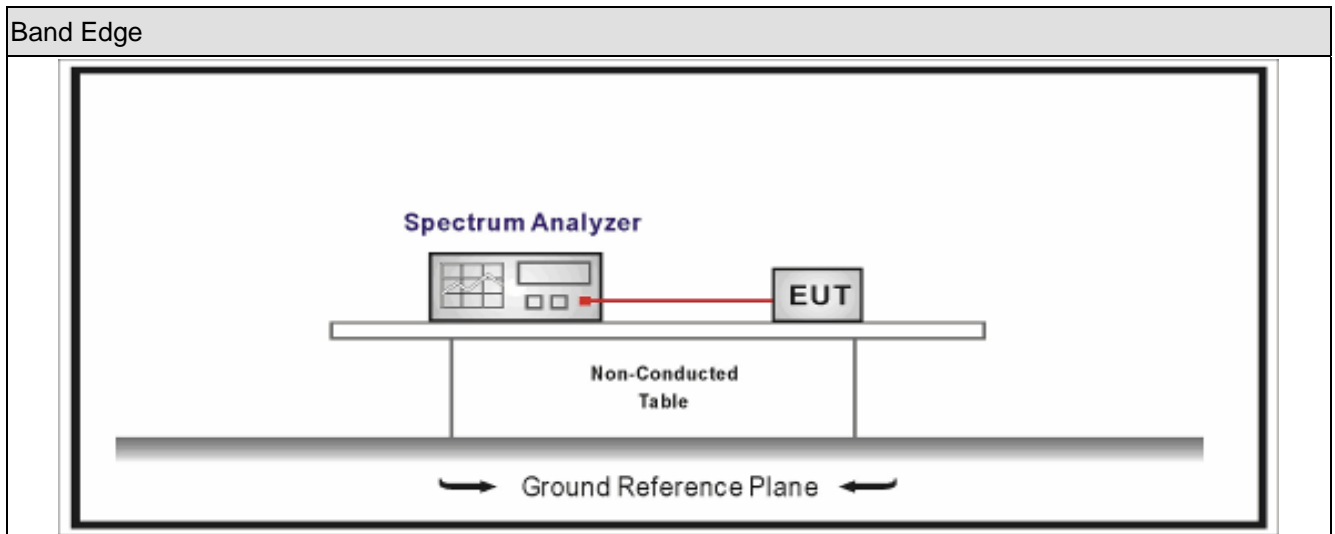 Band Edge
Spectrum Analyzer
EUT
Non-Conducted
Table
Ground Reference Plane